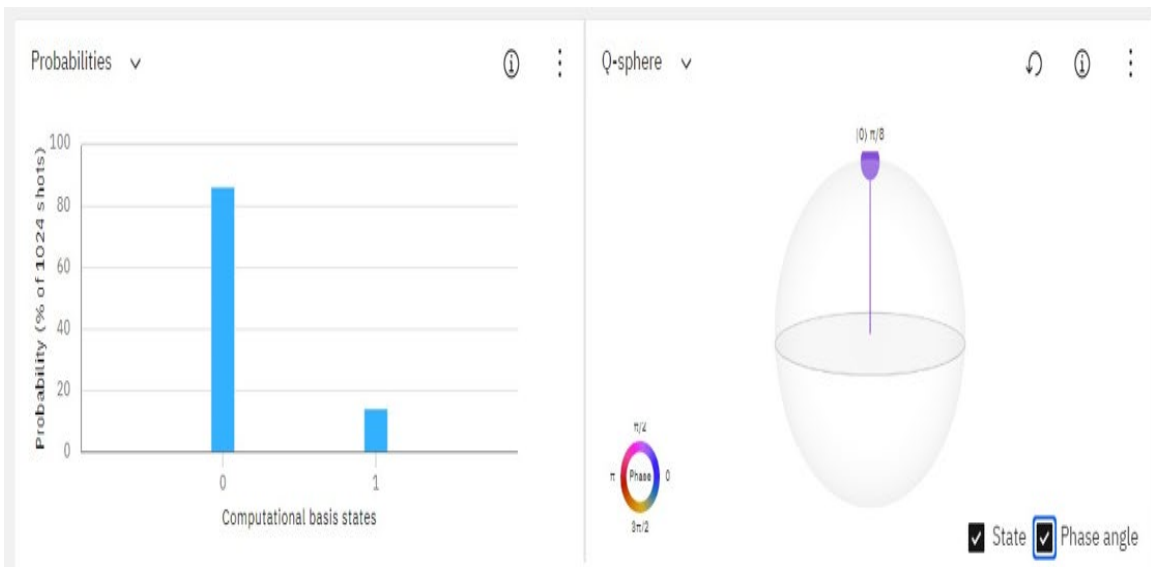 Probabilities
Probability (% of 1024 shots)
100
80
60
40
20
0
0 1
Computational basis states
Q-sphere
|0⟩ π/8
π/2
π Phase 0
3π/2
State Phase angle